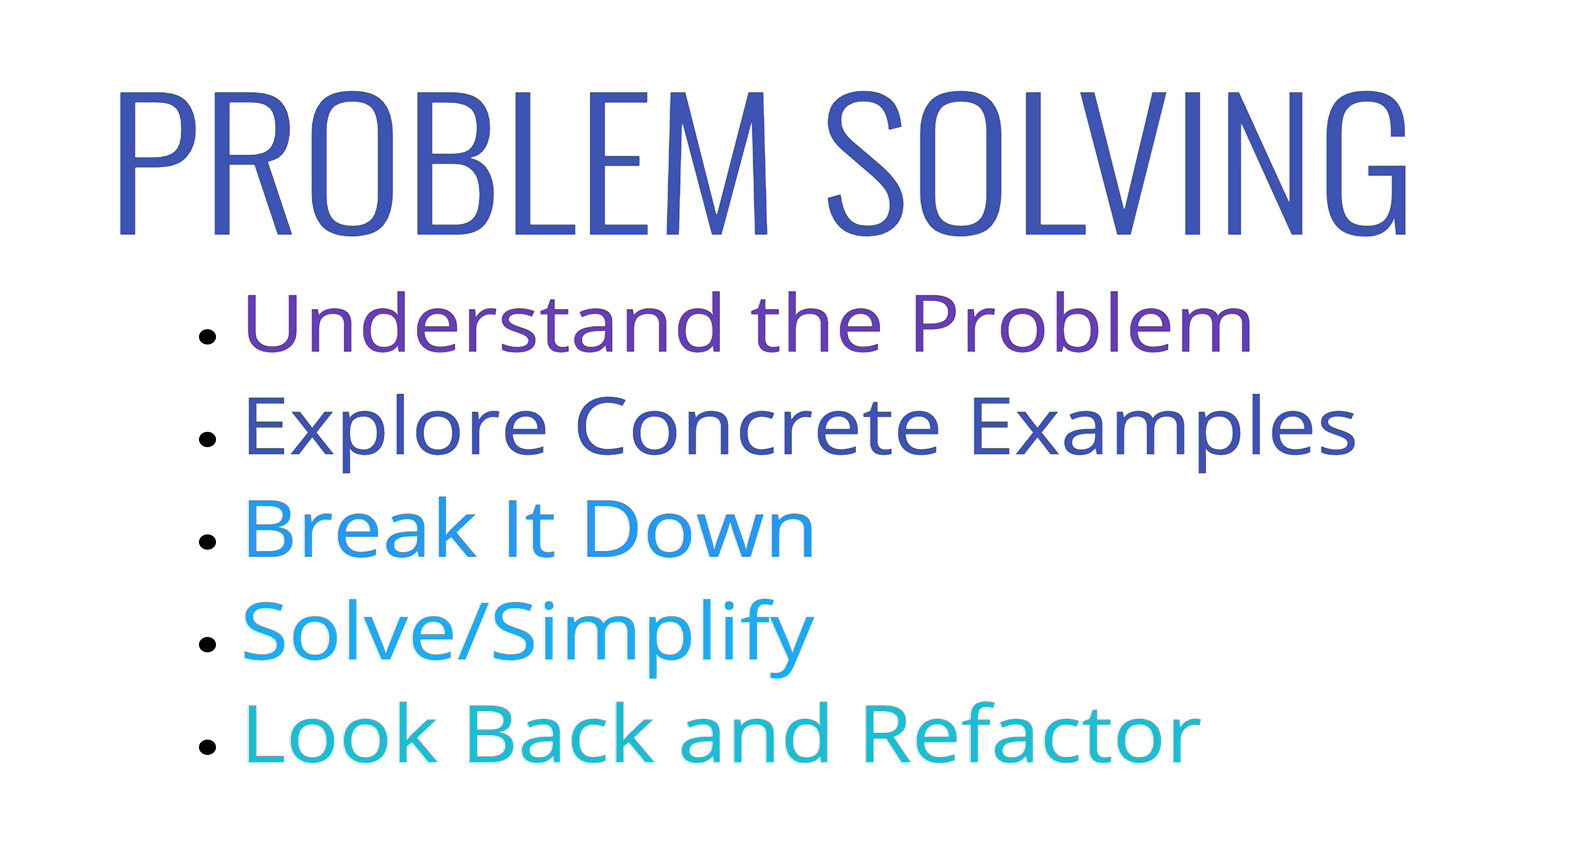 PROBLEM SOLVING
• Understand the Problem
• Explore Concrete Examples
• Break It Down
• Solve/Simplify
• Look Back and Refactor